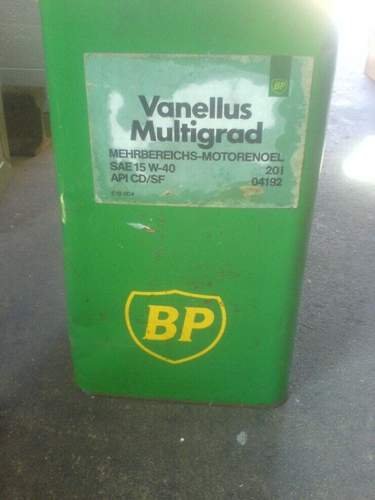 BP
Vanellus
Multigrad
MEHRBEREICHS-MOTORENOEL
SAE 15 W-40 20 l
API CD/SF 04192
BP